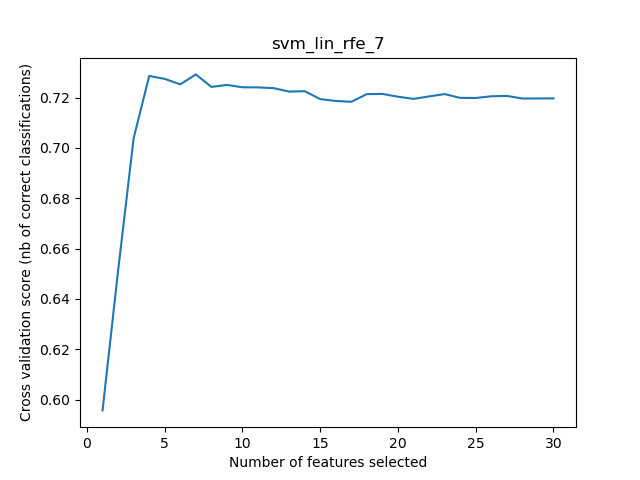 svm_lin_rfe_7
Cross validation score (nb of correct classifications)
0.72
0.70
0.68
0.66
0.64
0.62
0.60
0 5 10 15 20 25 30
Number of features selected